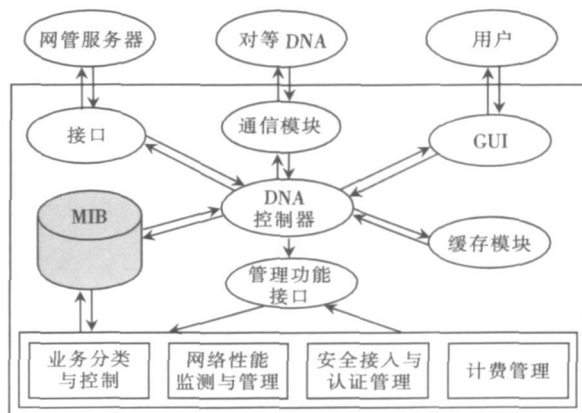 网管服务器
对等 DNA
用户
接口
通信模块
GUI
MIB
DNA
控制器
缓存模块
管理功能
接口
业务分类
与控制
网络性能
监测与管理
安全接入与
认证管理
计费管理